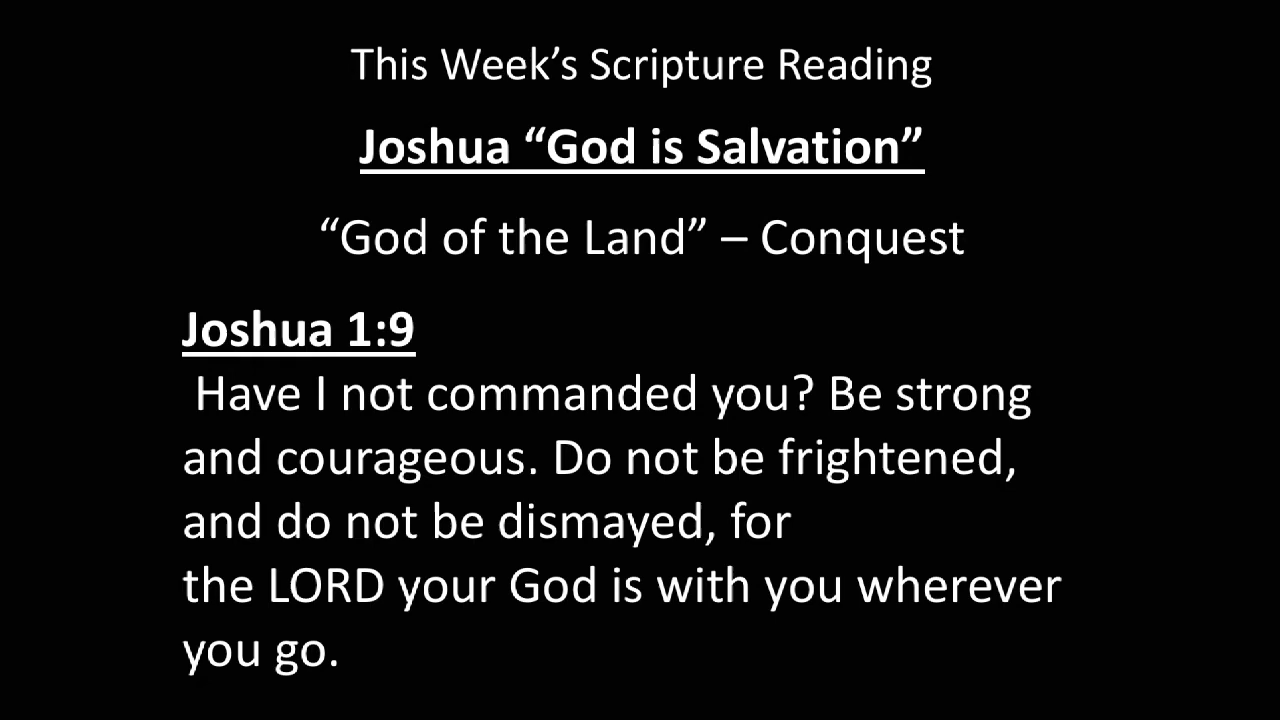 This Week’s Scripture Reading
Joshua “God is Salvation”
“God of the Land” – Conquest
Joshua 1:9
Have I not commanded you? Be strong
and courageous. Do not be frightened,
and do not be dismayed, for
the LORD your God is with you wherever
you go.